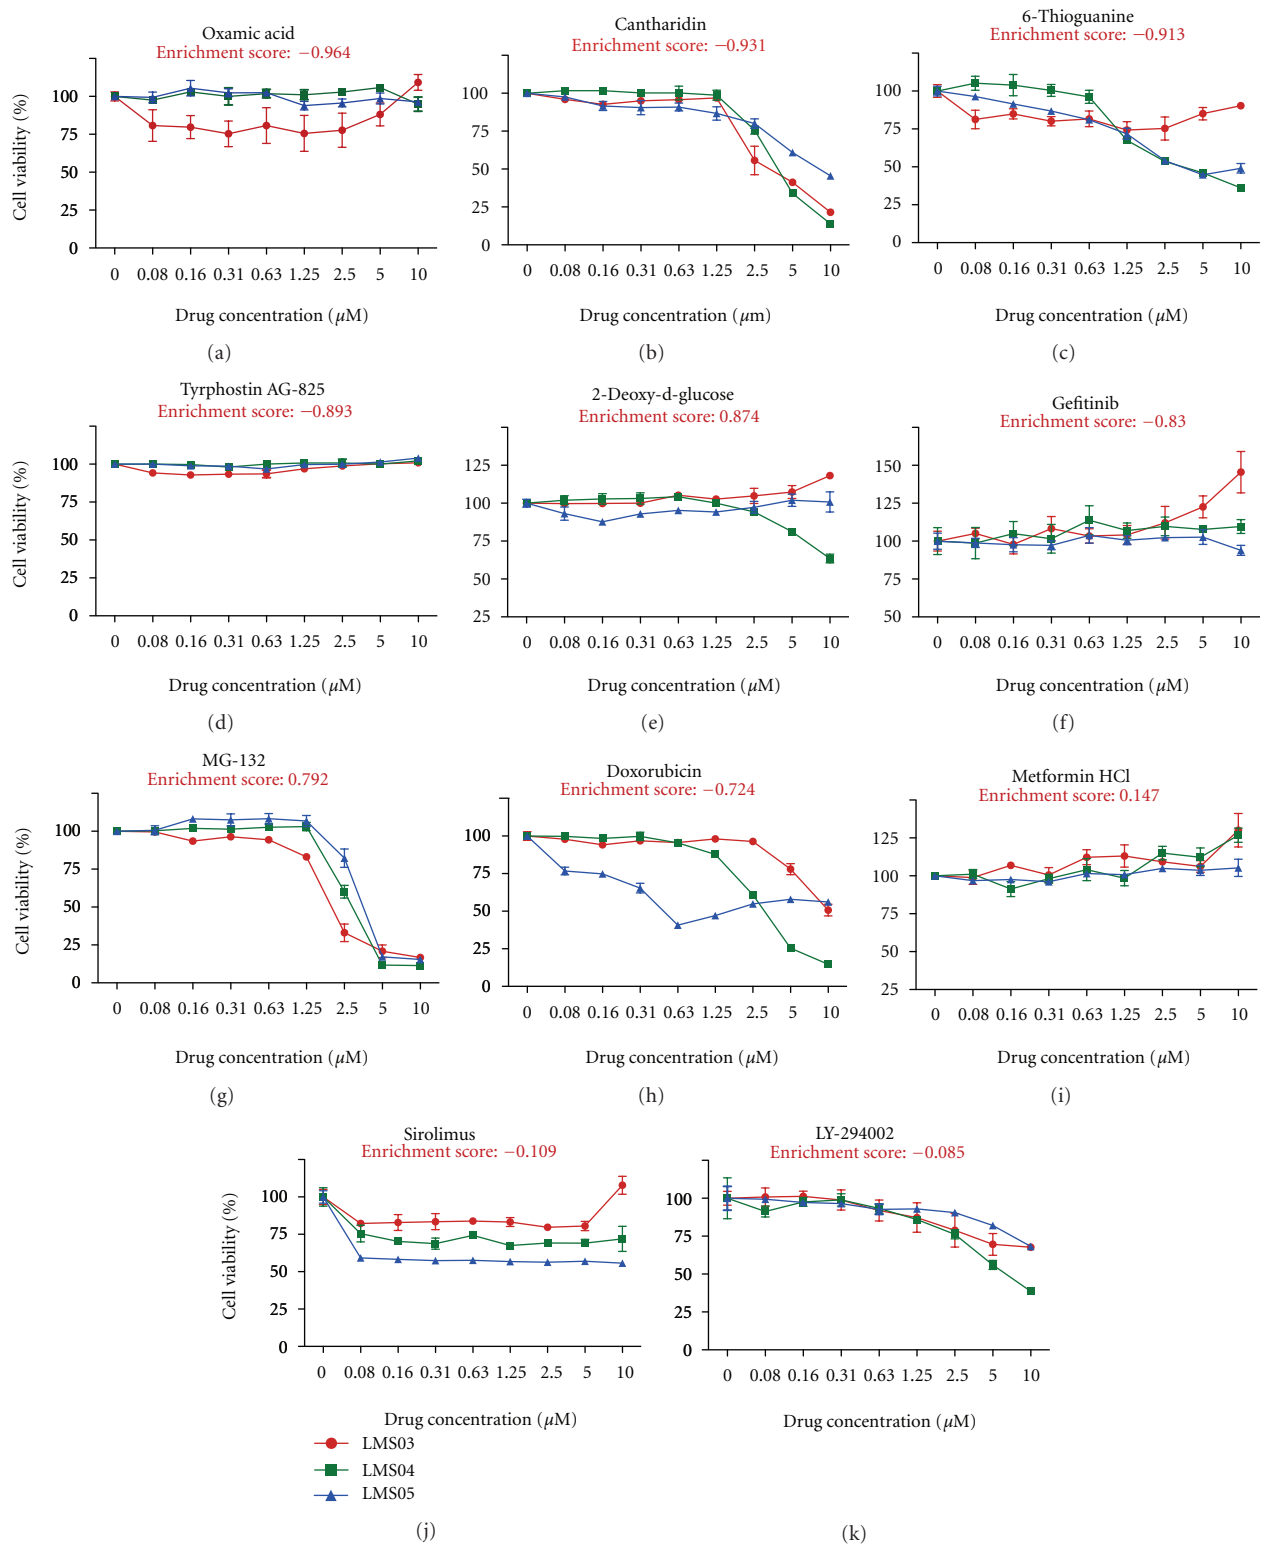 Oxamic acid
Enrichment score: −0.964
Cell viability (%)
100
75
50
25
0
0 0.08 0.16 0.31 0.63 1.25 2.5 5 10
Drug concentration (μM)
(a)
Cantharidin
Enrichment score: −0.931
100
75
50
25
0
0 0.08 0.16 0.31 0.63 1.25 2.5 5 10
Drug concentration (μm)
(b)
6-Thioguanine
Enrichment score: −0.913
100
75
50
25
0
0 0.08 0.16 0.31 0.63 1.25 2.5 5 10
Drug concentration (μM)
(c)
Tyrphostin AG-825
Enrichment score: −0.893
Cell viability (%)
100
75
50
25
0
0 0.08 0.16 0.31 0.63 1.25 2.5 5 10
Drug concentration (μM)
(d)
2-Deoxy-d-glucose
Enrichment score: 0.874
125
100
75
50
25
0 0.08 0.16 0.31 0.63 1.25 2.5 5 10
Drug concentration (μM)
(e)
Gefitinib
Enrichment score: −0.83
150
125
100
75
50
0 0.08 0.16 0.31 0.63 1.25 2.5 5 10
Drug concentration (μM)
(f)
MG-132
Enrichment score: 0.792
Cell viability (%)
100
75
50
25
0
0 0.08 0.16 0.31 0.63 1.25 2.5 5 10
Drug concentration (μM)
(g)
Doxorubicin
Enrichment score: −0.724
100
75
50
25
0
0 0.08 0.16 0.31 0.63 1.25 2.5 5 10
Drug concentration (μM)
(h)
Metformin HCl
Enrichment score: 0.147
125
100
75
50
25
0 0.08 0.16 0.31 0.63 1.25 2.5 5 10
Drug concentration (μM)
(i)
Sirolimus
Enrichment score: −0.109
Cell viability (%)
100
75
50
25
0
0 0.08 0.16 0.31 0.63 1.25 2.5 5 10
Drug concentration (μM)
LMS03
LMS04
LMS05
(j)
LY-294002
Enrichment score: −0.085
100
75
50
25
0
0 0.08 0.16 0.31 0.63 1.25 2.5 5 10
Drug concentration (μM)
(k)